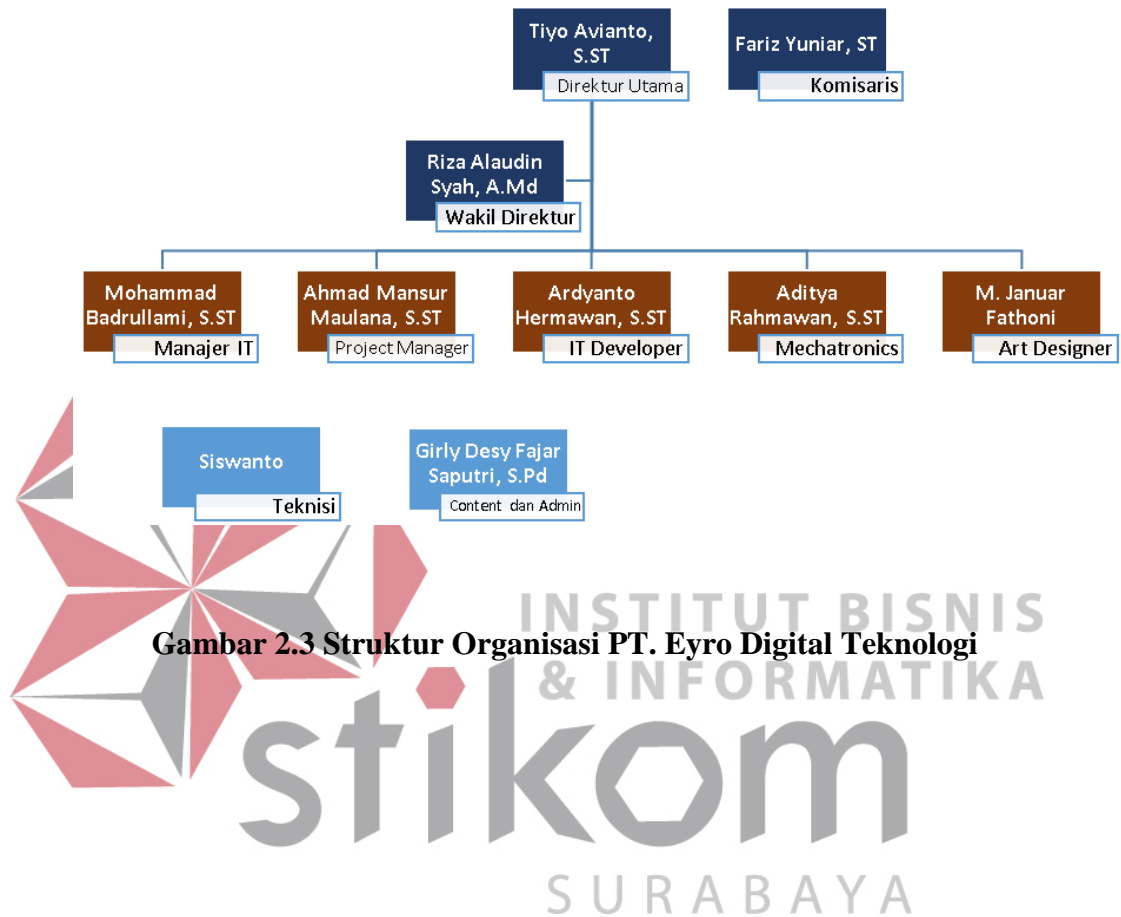 Tiyo Avianto,
S.ST
Direktur Utama
Fariz Yuniar, ST
Komisaris
Riza Alaudin
Syah, A.Md
Wakil Direktur
Mohammad
Badrullami, S.ST
Manajer IT
Ahmad Mansur
Maulana, S.ST
Project Manager
Ardyanto
Hermawan, S.ST
IT Developer
Aditya
Rahmawan, S.ST
Mechatronics
M. Januar
Fathoni
Art Designer
Siswanto
Teknisi
Girly Desy Fajar
Saputri, S.Pd
Content dan Admin
INSTITUT BISNIS
Gambar 2.3 Struktur Organisasi PT. Eyro Digital Teknologi
& INFORMATIKA
stikom
SURABAYA